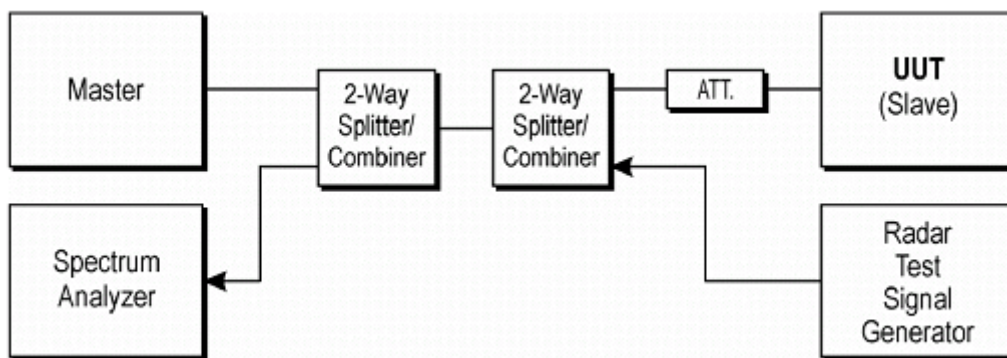 Master
2-Way
Splitter/
Combiner
2-Way
Splitter/
Combiner
ATT.
UUT
(Slave)
Spectrum
Analyzer
Radar
Test
Signal
Generator